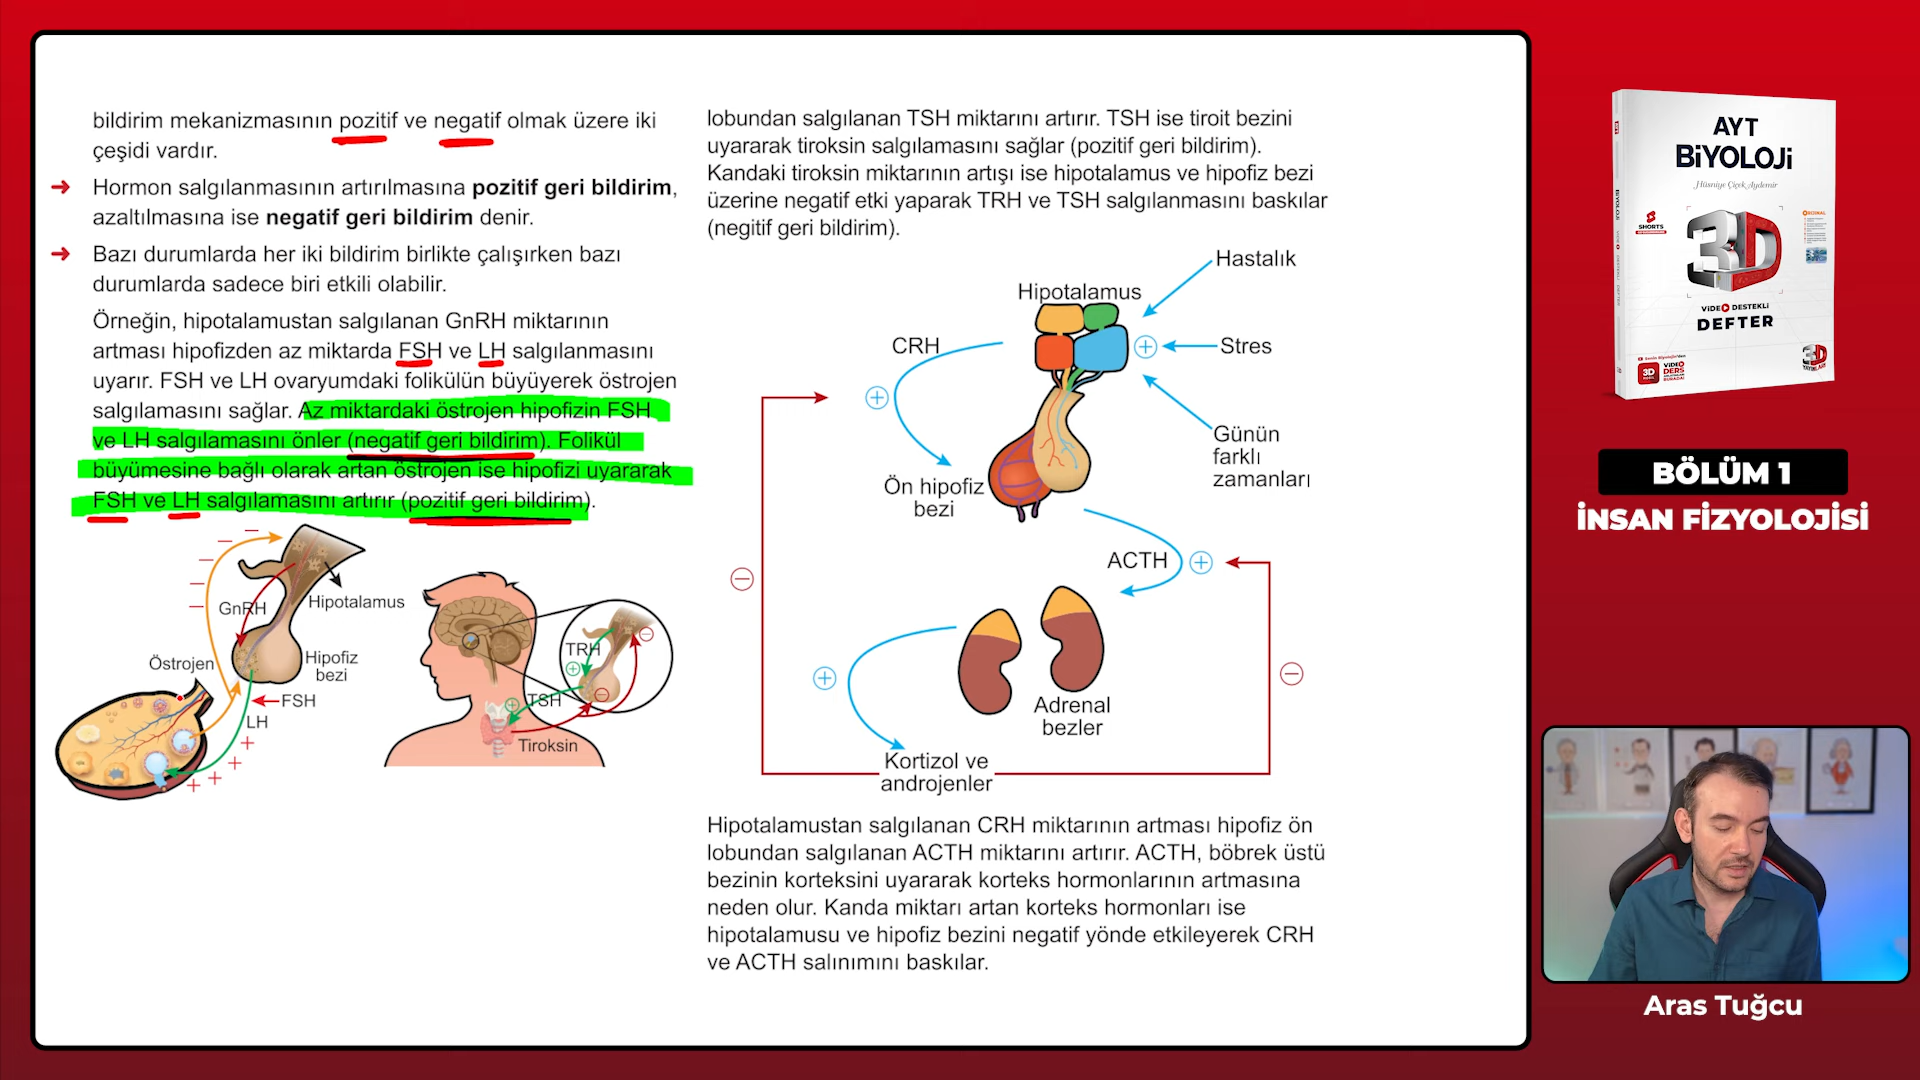 bildirim mekanizmasının pozitif ve negatif olmak üzere iki
çeşidi vardır.
→ Hormon salgılanmasının artırılmasına pozitif geri bildirim,
azaltılmasına ise negatif geri bildirim denir.
→ Bazı durumlarda her iki bildirim birlikte çalışırken bazı
durumlarda sadece biri etkili olabilir.
Örneğin, hipotalamustan salgılanan GnRH miktarının
artması hipofizden az miktarda FSH ve LH salgılanmasını
uyarır. FSH ve LH ovaryumdaki folikülün büyüyerek östrojen
salgılamasını sağlar. Az miktardaki östrojen hipofizin FSH
ve LH salgılamasını önler (negatif geri bildirim). Folikül
büyümesine bağlı olarak artan östrojen ise hipofizi uyararak
FSH ve LH salgılamasını artırır (pozitif geri bildirim).
GnRH
Hipotalamus
Östrojen
Hipofiz
bezi
FSH
LH
TRH
TSH
Tiroksin
lobundan salgılanan TSH miktarını artırır. TSH ise tiroit bezini
uyararak tiroksin salgılamasını sağlar (pozitif geri bildirim).
Kandaki tiroksin miktarının artışı ise hipotalamus ve hipofiz bezi
üzerine negatif etki yaparak TRH ve TSH salgılanmasını baskılar
(negitif geri bildirim).
Hastalık
Hipotalamus
CRH
Stres
Günün
farklı
zamanları
Ön hipofiz
bezi
ACTH
Adrenal
bezler
Kortizol ve
androjenler
Hipotalamustan salgılanan CRH miktarının artması hipofiz ön
lobundan salgılanan ACTH miktarını artırır. ACTH, böbrek üstü
bezinin korteksini uyararak korteks hormonlarının artmasına
neden olur. Kanda miktarı artan korteks hormonları ise
hipotalamusu ve hipofiz bezini negatif yönde etkileyerek CRH
ve ACTH salınımını baskılar.
AYT
BİYOLOJİ
Hüsniye Çiçek Aydemir
SHORTS
3D
VİDEO DESTEKLİ
DEFTER
VİDEO
DERS
3D
YAYINLARI
BÖLÜM 1
İNSAN FİZYOLOJİSİ
Aras Tuğcu